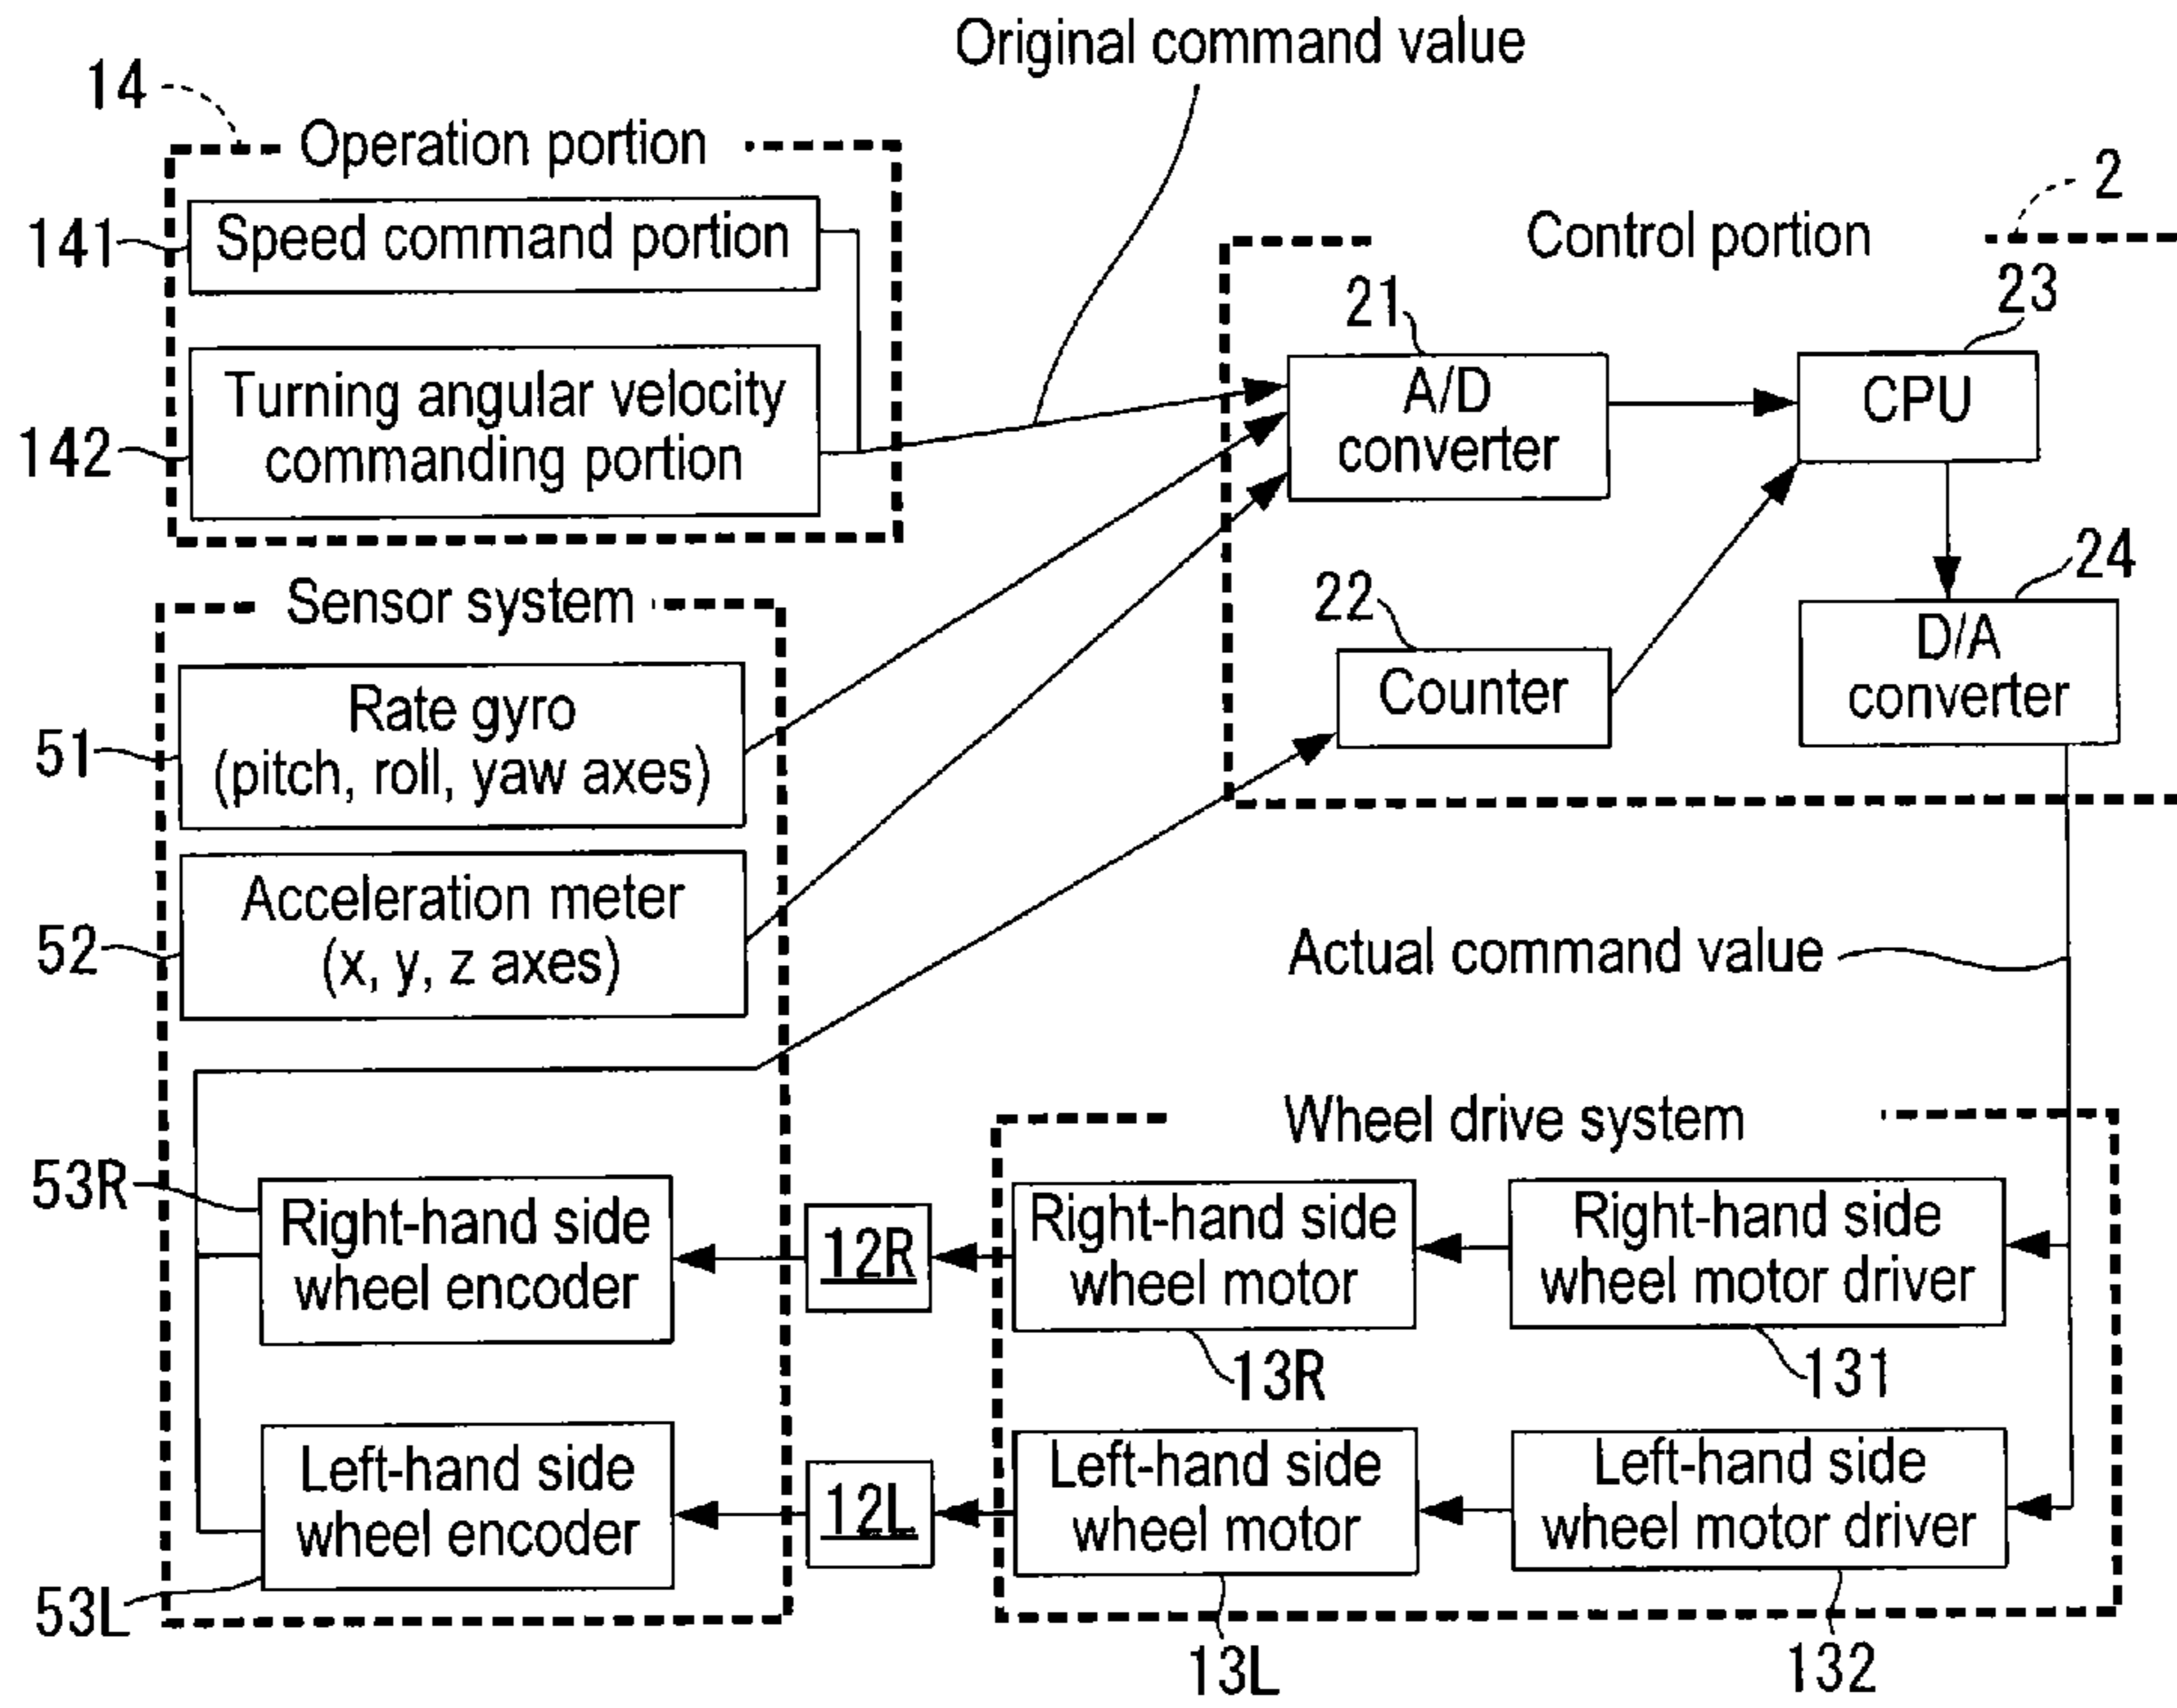 Original command value
14
Operation portion
141
Speed command portion
142
Turning angular velocity
commanding portion
2
Control portion
21
A/D
converter
23
CPU
22
Counter
24
D/A
converter
Sensor system
51
Rate gyro
(pitch, roll, yaw axes)
52
Acceleration meter
(x, y, z axes)
Actual command value
Wheel drive system
53R
Right-hand side
wheel encoder
12R
Right-hand side
wheel motor
13R
Right-hand side
wheel motor driver
131
53L
Left-hand side
wheel encoder
12L
Left-hand side
wheel motor
13L
Left-hand side
wheel motor driver
132